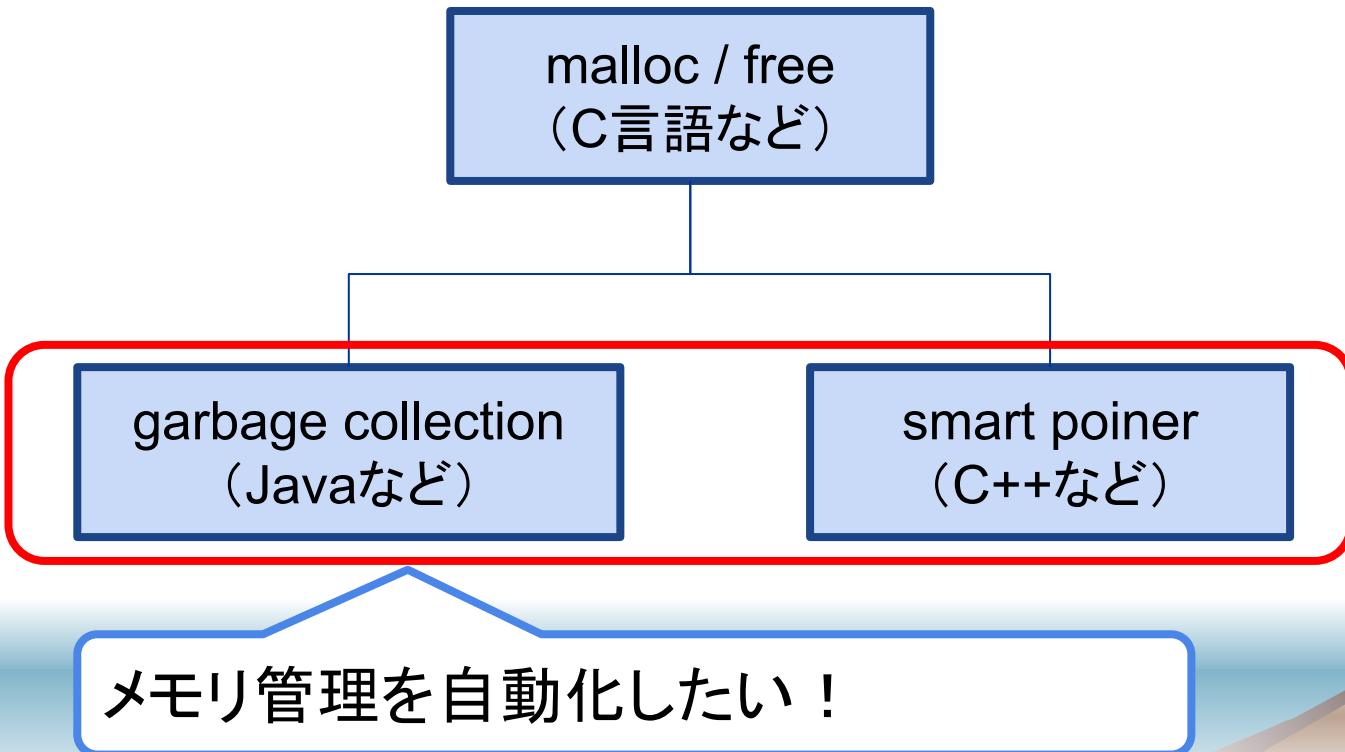 malloc / free
（C言語など）
garbage collection
（Javaなど）
smart poiner
（C++など）
メモリ管理を自動化したい！